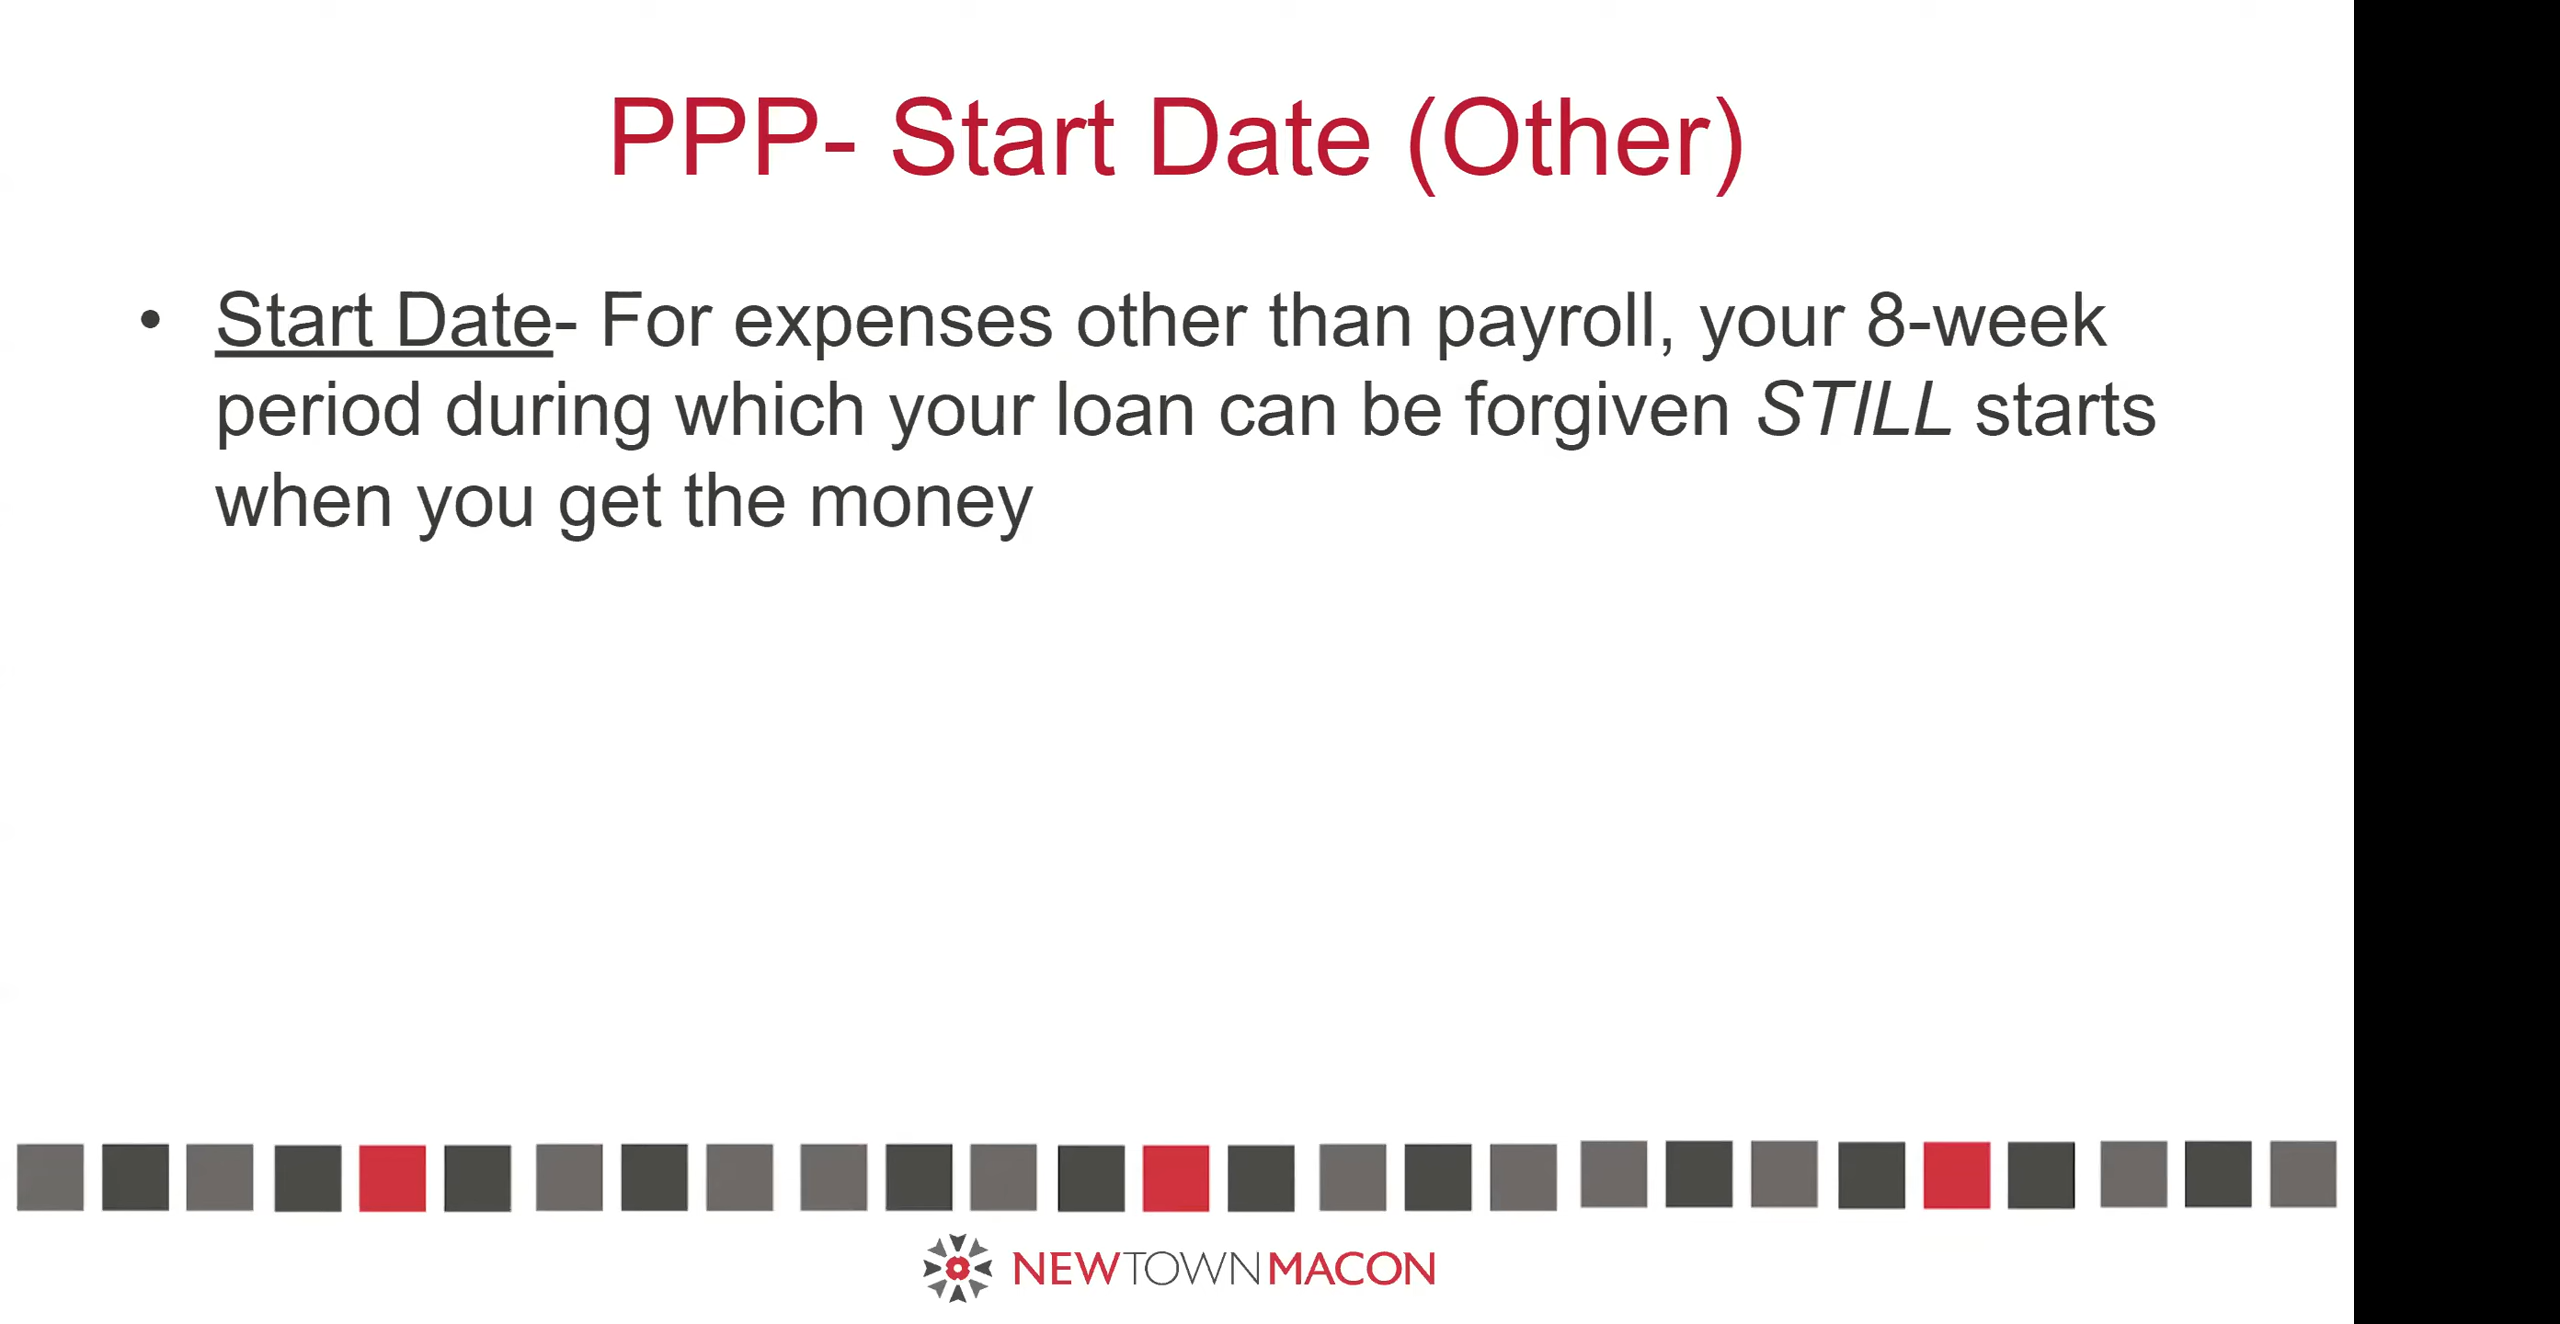 PPP- Start Date (Other)
• Start Date- For expenses other than payroll, your 8-week
period during which your loan can be forgiven STILL starts
when you get the money
NEWTOWNMACON